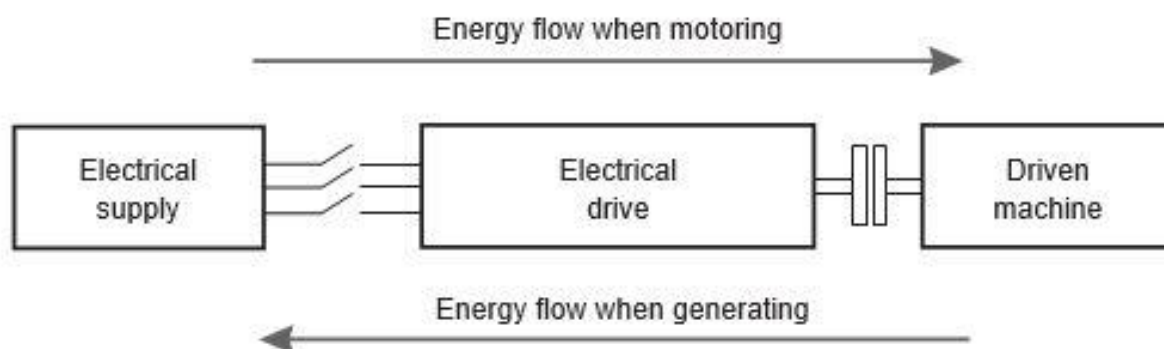 Energy flow when motoring
Electrical
supply
Electrical
drive
Driven
machine
Energy flow when generating